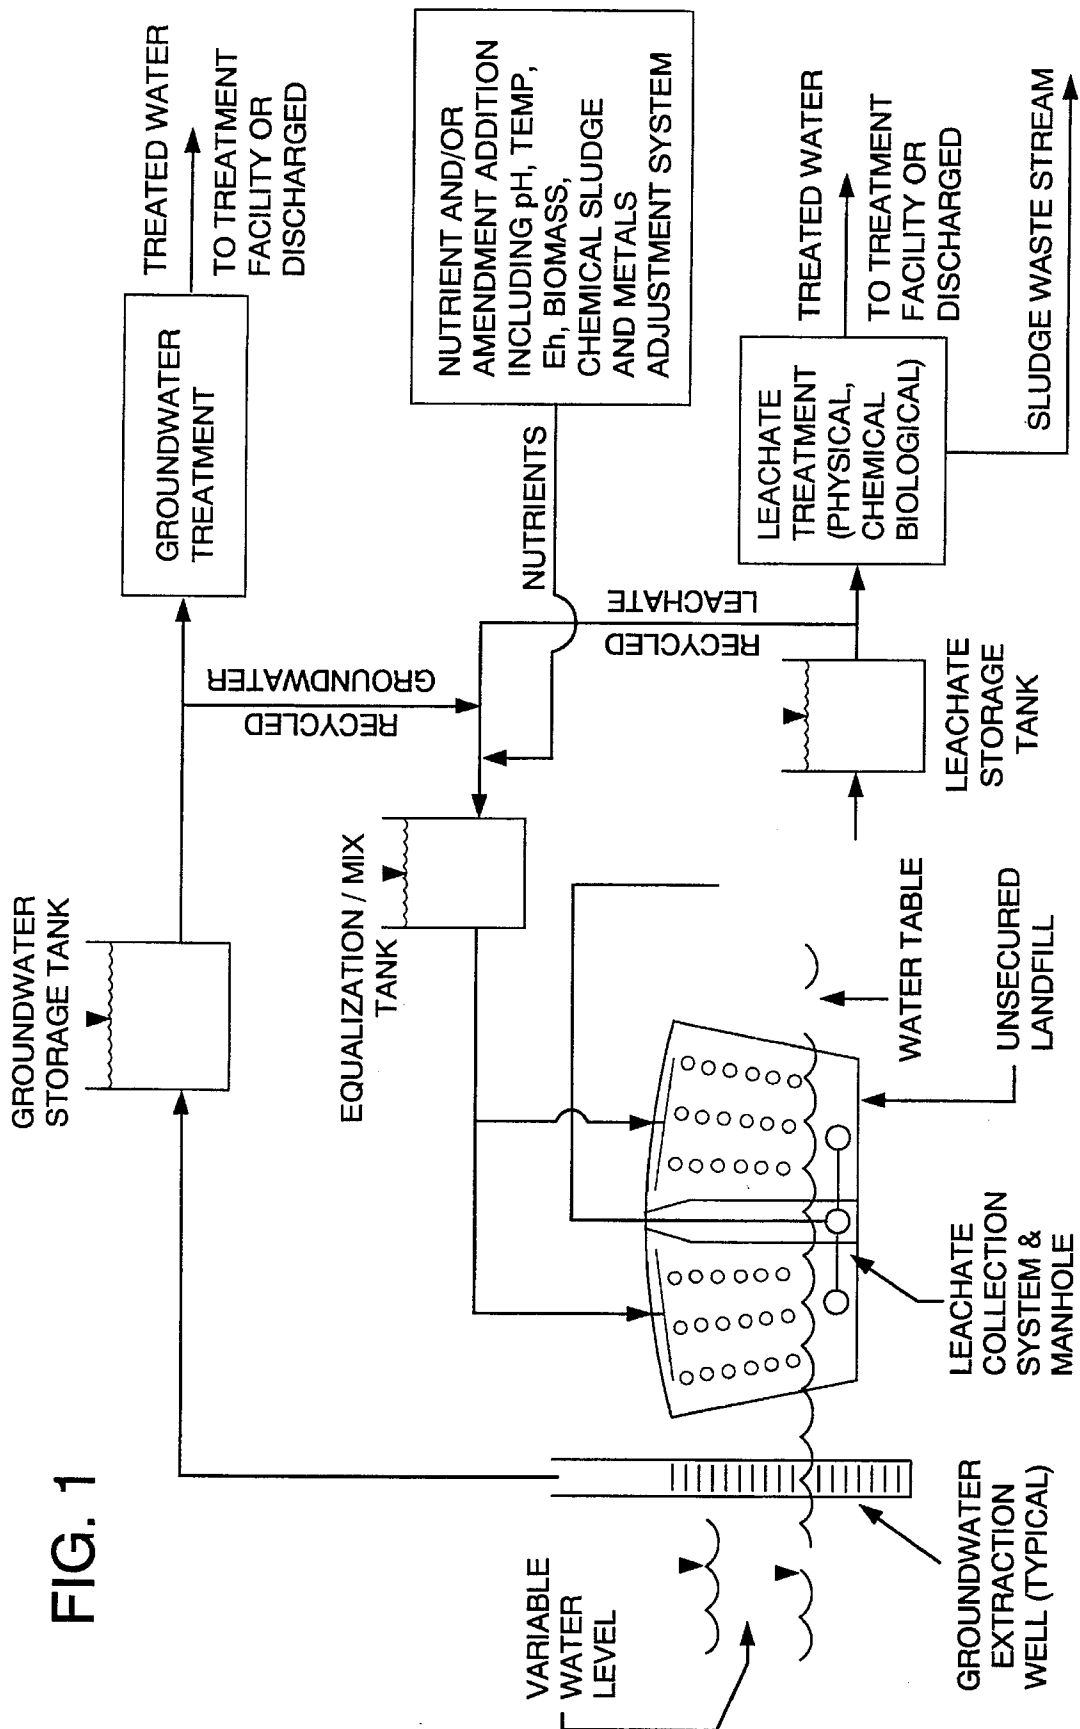 FIG. 1
GROUNDWATER
STORAGE TANK
GROUNDWATER
TREATMENT
TREATED WATER
TO TREATMENT
FACILITY OR
DISCHARGED
RECYCLED
GROUNDWATER
EQUALIZATION / MIX
TANK
NUTRIENTS
NUTRIENT AND/OR
AMENDMENT ADDITION
INCLUDING pH, TEMP,
Eh, BIOMASS,
CHEMICAL SLUDGE
AND METALS
ADJUSTMENT SYSTEM
RECYCLED
LEACHATE
VARIABLE
WATER
LEVEL
GROUNDWATER
EXTRACTION
WELL (TYPICAL)
LEACHATE
COLLECTION
SYSTEM &
MANHOLE
UNSECURED
LANDFILL
WATER TABLE
LEACHATE
STORAGE
TANK
LEACHATE
TREATMENT
(PHYSICAL,
CHEMICAL
BIOLOGICAL)
TREATED WATER
TO TREATMENT
FACILITY OR
DISCHARGED
SLUDGE WASTE STREAM